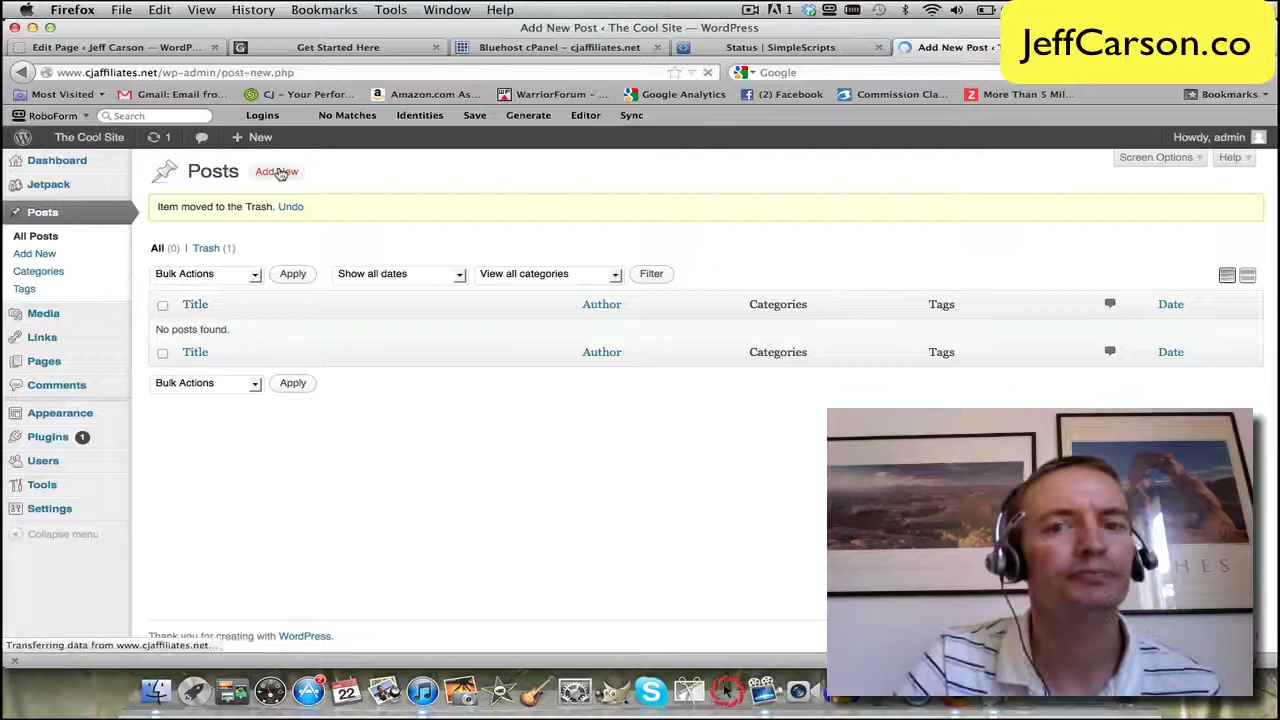 Firefox File Edit View History Bookmarks Tools Window Help
Add New Post ‹ The Cool Site — WordPress
Edit Page ‹ Jeff Carson — WordP...
Get Started Here
Bluehost cPanel - cjaffiliates.net
Status | SimpleScripts
Add New Post ‹ T
JeffCarson.co
www.cjaffiliates.net/wp-admin/post-new.php
Google
Most Visited
Gmail: Email fro...
CJ – Your Perfor...
Amazon.com As...
WarriorForum – ...
Google Analytics
(2) Facebook
Commission Cla...
More Than 5 Mil...
Bookmarks
RoboForm Search Logins No Matches Identities Save Passcards Generate Editor Sync
The Cool Site 1 + New Howdy, admin
Dashboard
Jetpack
Posts
All Posts
Add New
Categories
Tags
Media
Links
Pages
Comments
Appearance
Plugins 1
Users
Tools
Settings
Collapse menu
Posts Add New
Screen Options Help
Item moved to the Trash. Undo
All (0) | Trash (1)
Bulk Actions Apply Show all dates View all categories Filter
Title Author Categories Tags Date
No posts found.
Title Author Categories Tags Date
Bulk Actions Apply
Thank you for creating with WordPress.
Transferring data from www.cjaffiliates.net...
22
HES